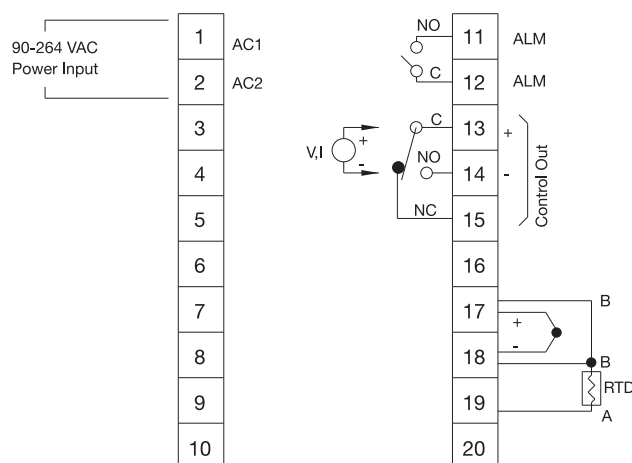 90-264 VAC
Power Input
1
AC1
2
AC2
3
4
5
6
7
8
9
10
NO
11
ALM
C
12
ALM
V,I
+
-
C
13
+
NO
14
-
NC
15
Control Out
16
17
B
+
-
18
B
RTD
19
A
20